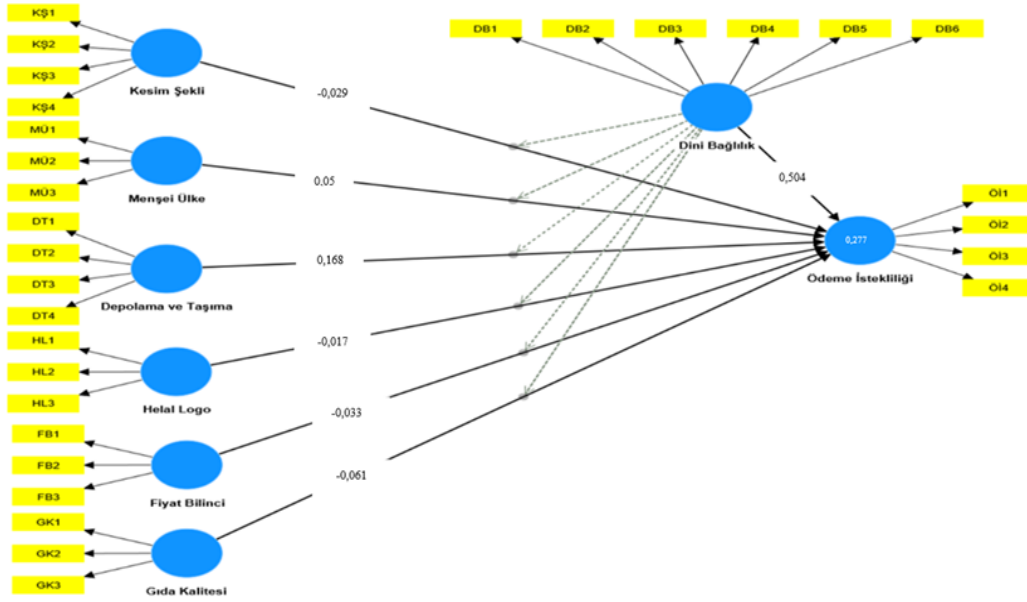 KŞ1
KŞ2
KŞ3
KŞ4
Kesim Şekli
MÜ1
MÜ2
MÜ3
Menşei Ülke
DT1
DT2
DT3
DT4
Depolama ve Taşıma
HL1
HL2
HL3
Helal Logo
FB1
FB2
FB3
Fiyat Bilinci
GK1
GK2
GK3
Gıda Kalitesi
-0,029
0,05
0,168
-0,017
-0,033
-0,061
DB1
DB2
DB3
DB4
DB5
DB6
Dini Bağlılık
0,504
0,277
Ödeme İstekliliği
Öİ1
Öİ2
Öİ3
Öİ4